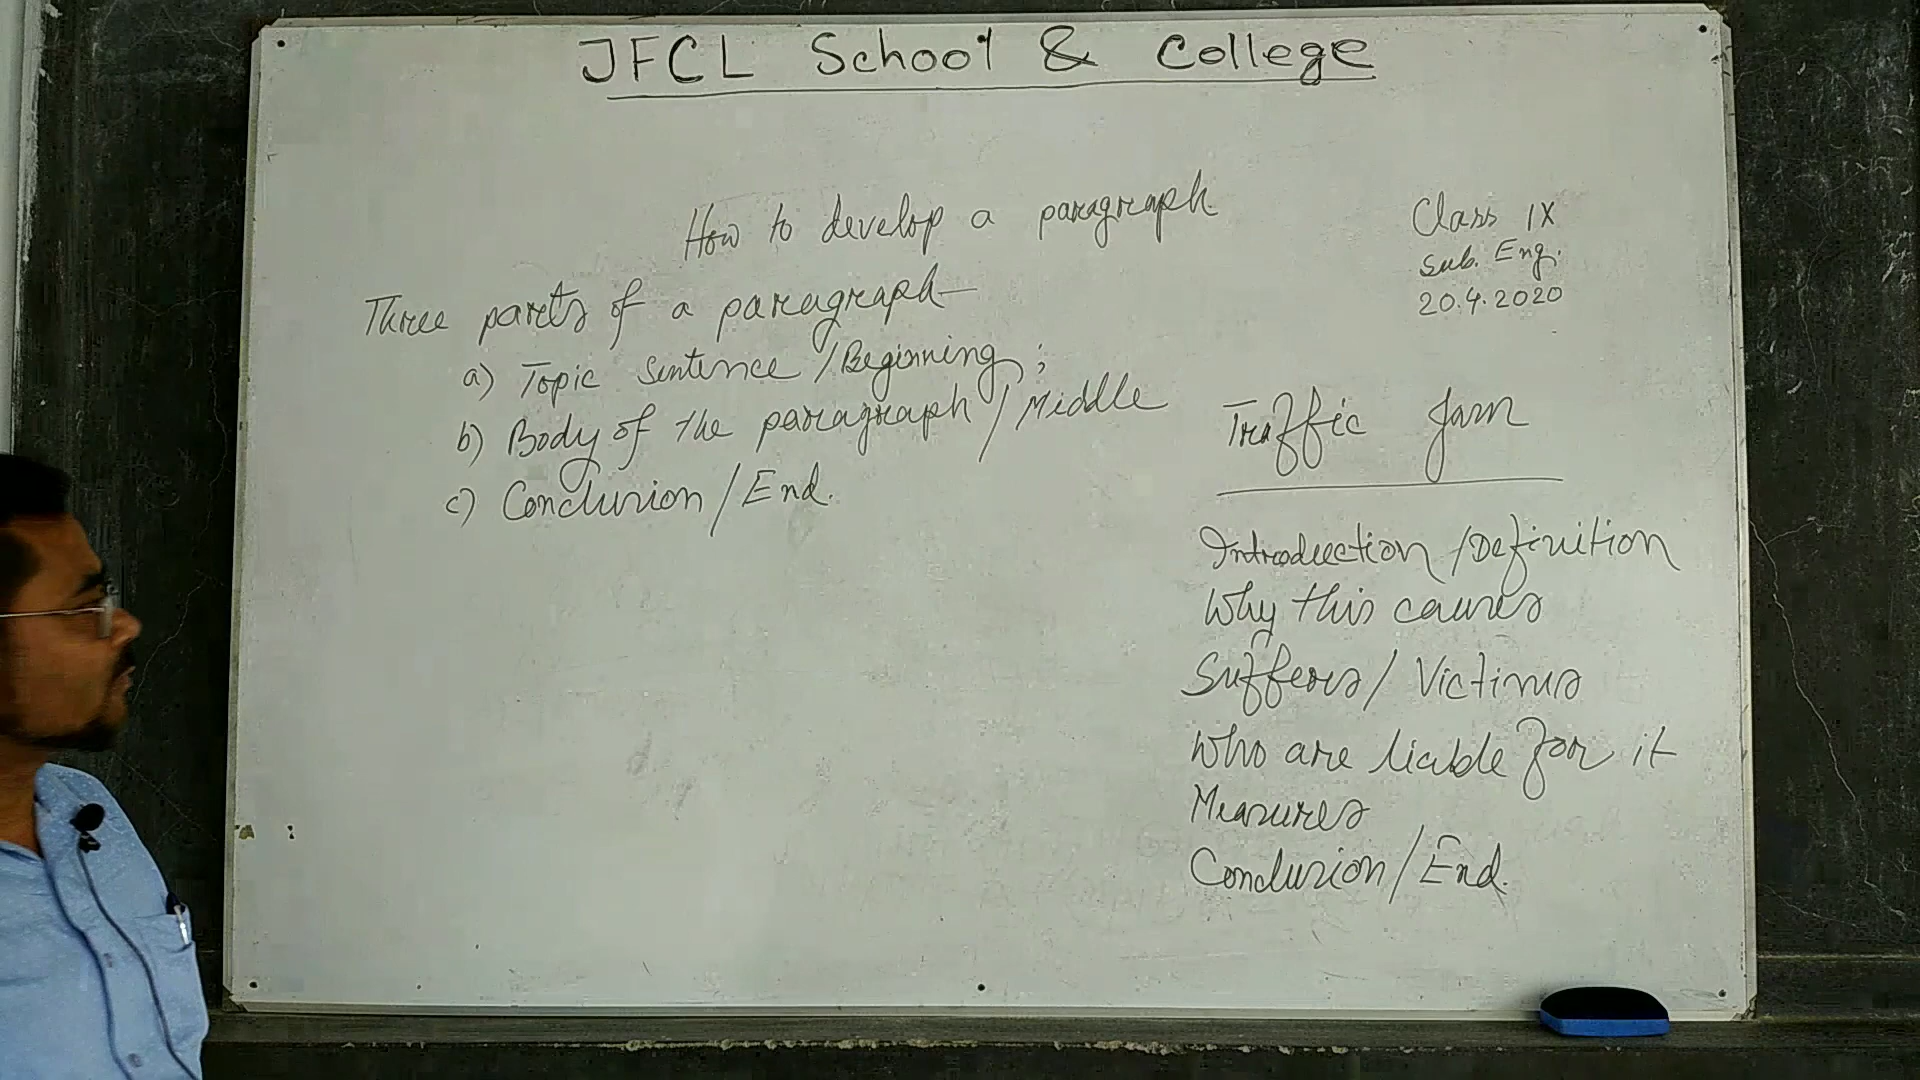 JFCL School & College
How to develop a paragraph
Class IX
Sub. Eng.
20.4.2020
Three parts of a paragraph—
a) Topic Sentence / Beginning ;
b) Body of the paragraph / Middle
c) Conclusion / End.
Traffic Jam
Introduction / Definition
Why this causes
Suffers / Victims
Who are liable for it
Measures
Conclusion / End.